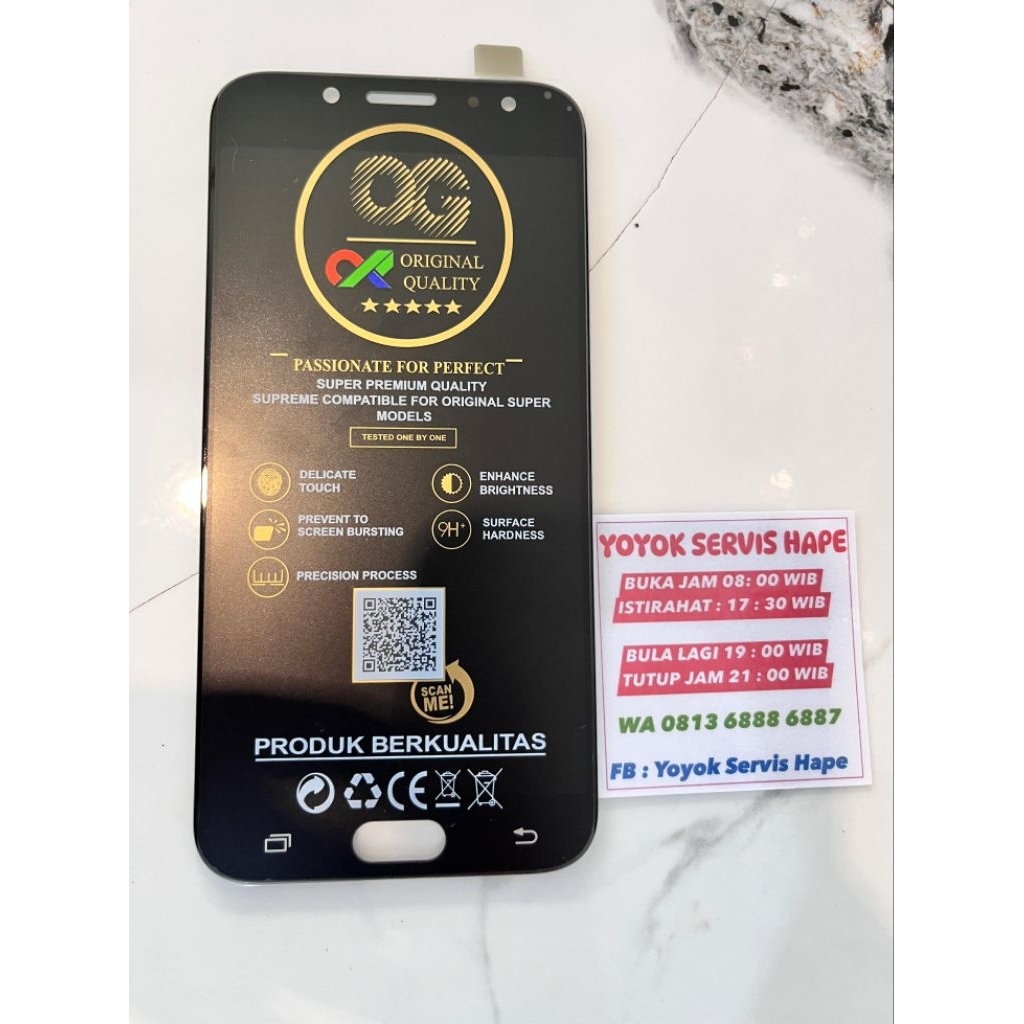 OG
ORIGINAL
QUALITY
PASSIONATE FOR PERFECT
SUPER PREMIUM QUALITY
SUPREME COMPATIBLE FOR ORIGINAL SUPER
MODELS
TESTED ONE BY ONE
DELICATE
TOUCH
ENHANCE
BRIGHTNESS
PREVENT TO
SCREEN BURSTING
9H+
SURFACE
HARDNESS
PRECISION PROCESS
SCAN
ME!
PRODUK BERKUALITAS
CE
YOYOK SERVIS HAPE
BUKA JAM 08: 00 WIB
ISTIRAHAT : 17 : 30 WIB
BULA LAGI 19 : 00 WIB
TUTUP JAM 21 : 00 WIB
WA 0813 6888 6887
FB : Yoyok Servis Hape